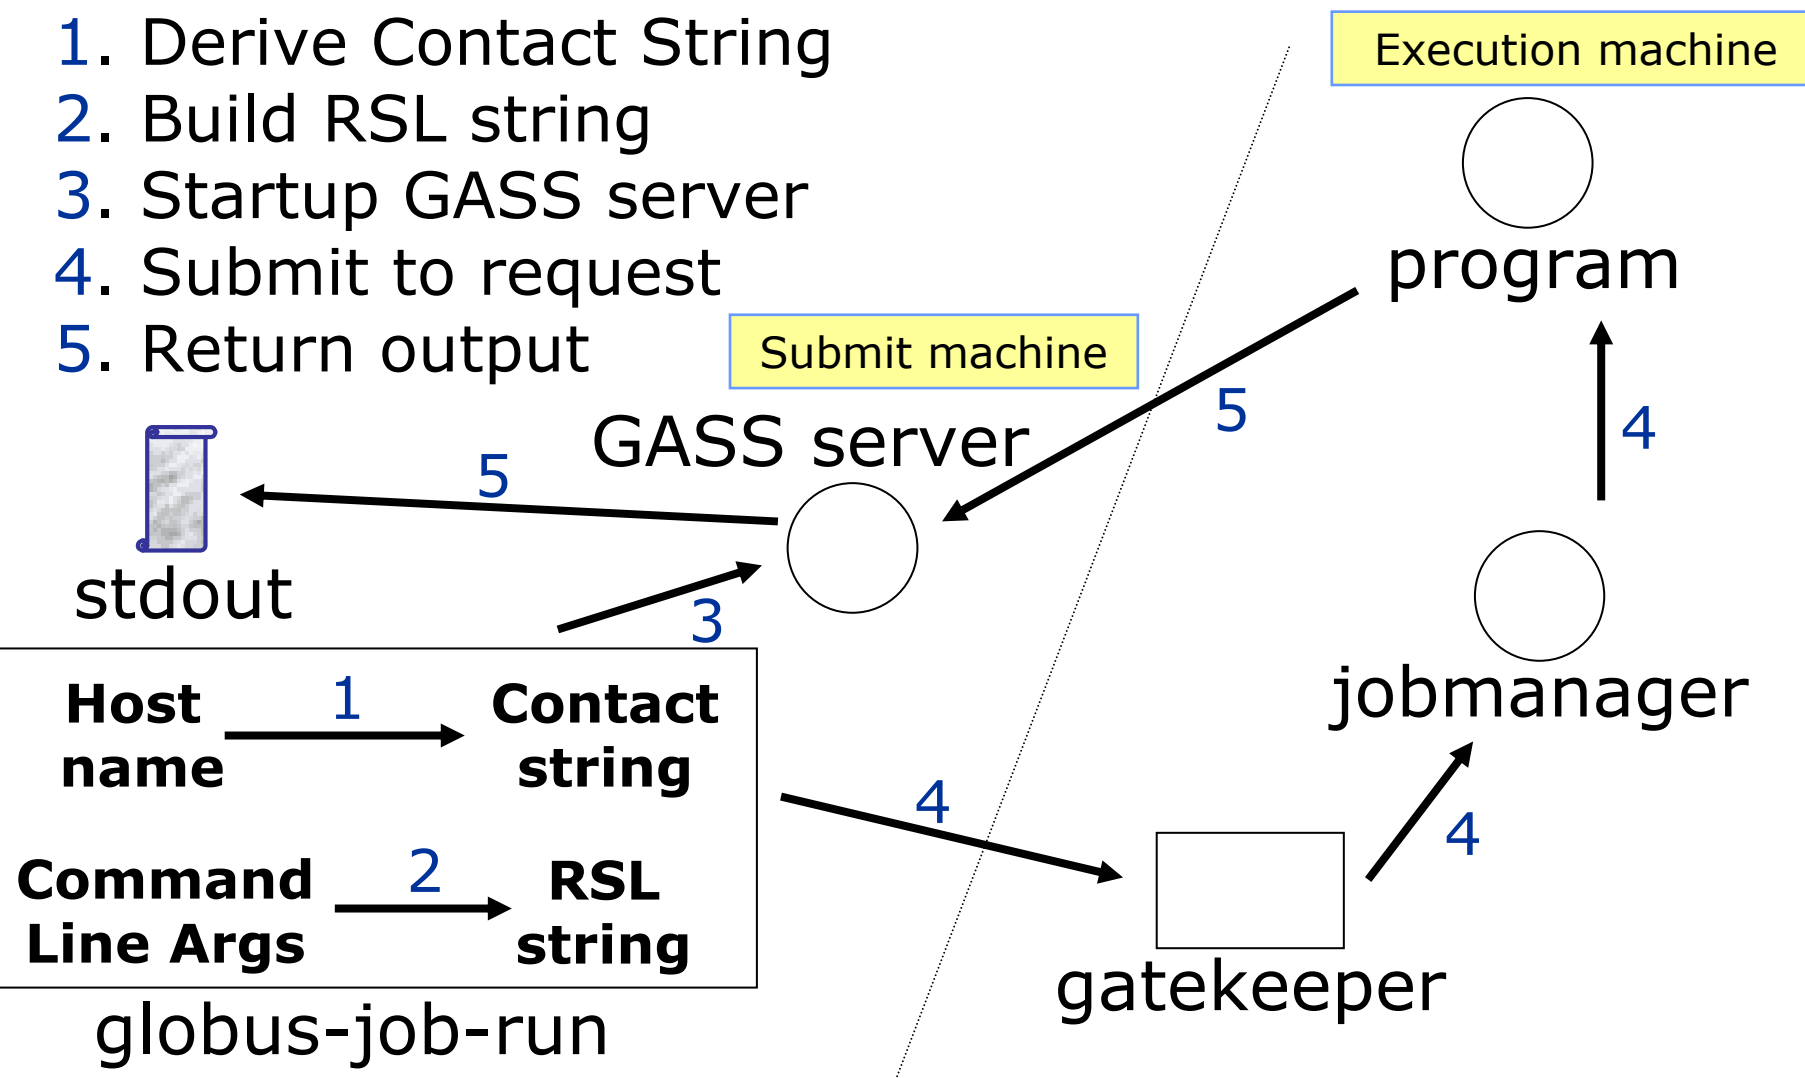 1. Derive Contact String
2. Build RSL string
3. Startup GASS server
4. Submit to request
5. Return output
Execution machine
program
Submit machine
GASS server
5
4
5
stdout
3
jobmanager
Host
name
1
Contact
string
4
4
Command
Line Args
2
RSL
string
gatekeeper
globus-job-run